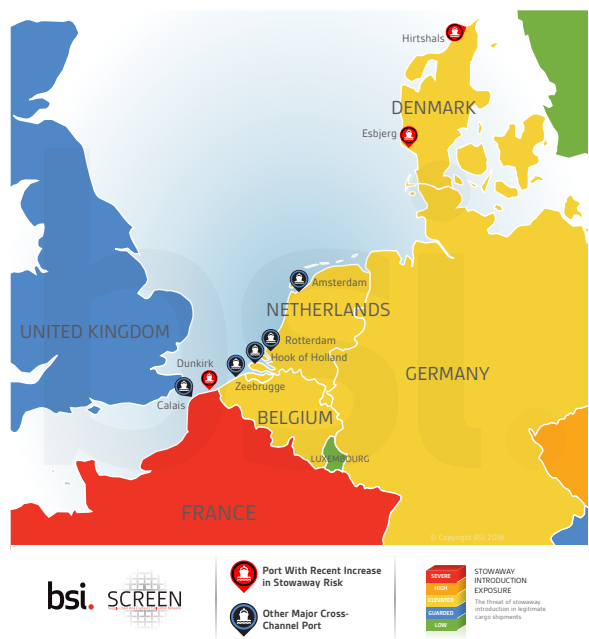 Hirtshals
DENMARK
Esbjerg
Amsterdam
NETHERLANDS
UNITED KINGDOM
Rotterdam
Hook of Holland
Dunkirk
GERMANY
Zeebrugge
Calais
BELGIUM
LUXEMBOURG
FRANCE
bsi.
© Copyright BSI 2016
bsi. SCREEN
Port With Recent Increase
in Stowaway Risk
Other Major Cross-
Channel Port
SEVERE
HIGH
ELEVATED
GUARDED
LOW
STOWAWAY
INTRODUCTION
EXPOSURE
The threat of stowaway
introduction in legitimate
cargo shipments